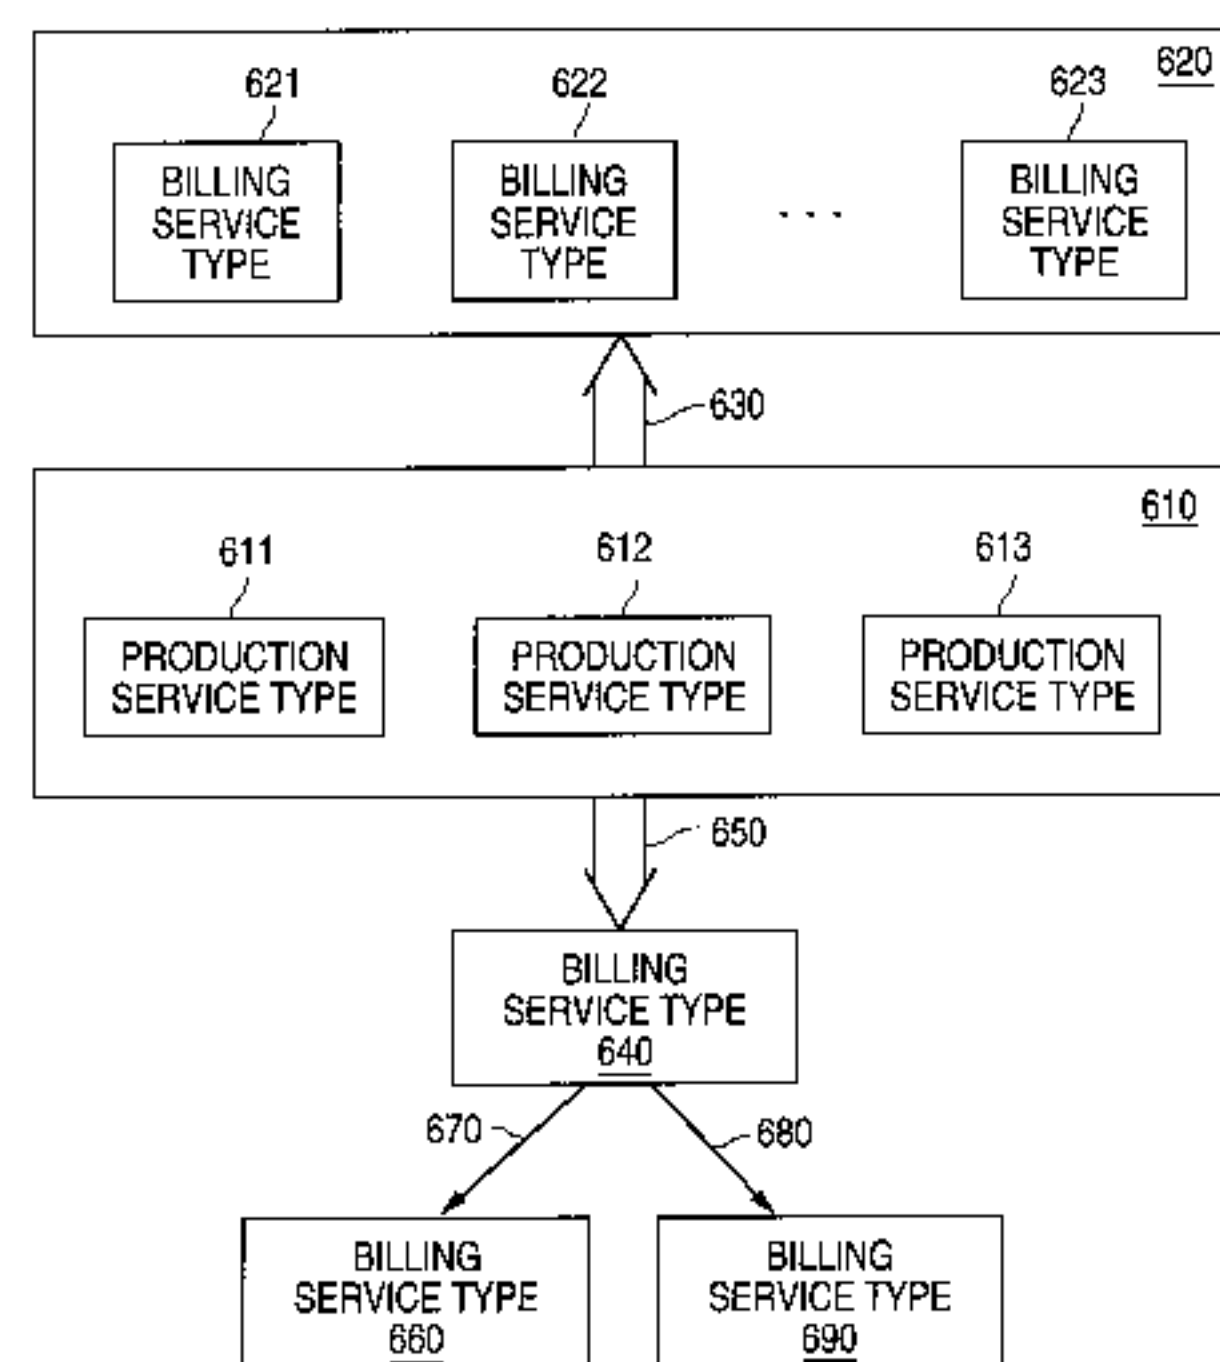 620
621 622 623
BILLING BILLING BILLING
SERVICE SERVICE . . . SERVICE
TYPE TYPE TYPE
630
610
611 612 613
PRODUCTION PRODUCTION PRODUCTION
SERVICE TYPE SERVICE TYPE SERVICE TYPE
650
BILLING
SERVICE TYPE
640
670 680
BILLING BILLING
SERVICE TYPE SERVICE TYPE
660 690